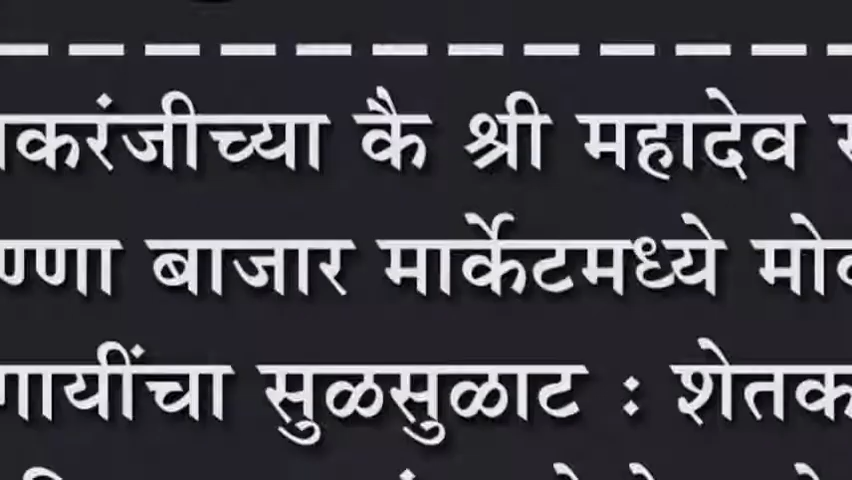 करंजीच्या कै श्री महादेव
ण्णा बाजार मार्केटमध्ये
गायींचा सुळसुळाट : शेतक